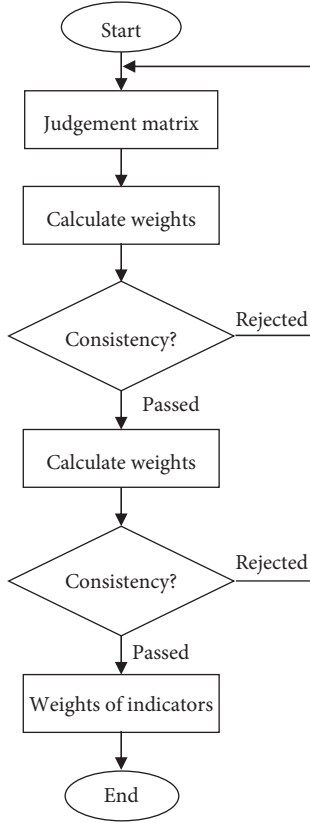 Start
Judgement matrix
Calculate weights
Consistency?
Rejected
Passed
Calculate weights
Consistency?
Rejected
Passed
Weights of indicators
End